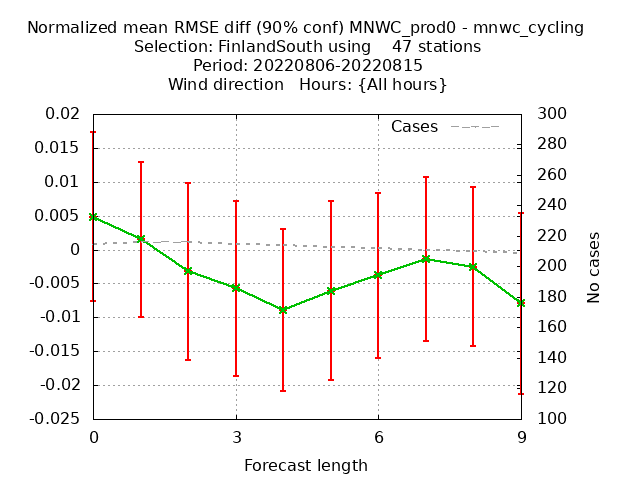 Normalized mean RMSE diff (90% conf) MNWC_prod0 - mnwc_cycling
Selection: FinlandSouth using    47 stations
Period: 20220806-20220815
Wind direction   Hours: {All hours}
Cases
0.02
0.015
0.01
0.005
0
-0.005
-0.01
-0.015
-0.02
-0.025
300
280
260
240
220
200
180
160
140
120
100
No cases
0 3 6 9
Forecast length